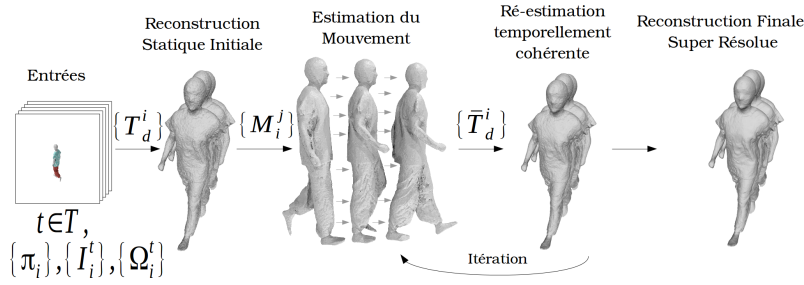 Entrées
t∈T,
{π_i},{I_i^t},{Ω_i^t}
{T_d^i}
Reconstruction
Statique Initiale
{M_i^j}
Estimation du
Mouvement
{T̄_d^i}
Ré-estimation
temporellement
cohérente
Itération
Reconstruction Finale
Super Résolue